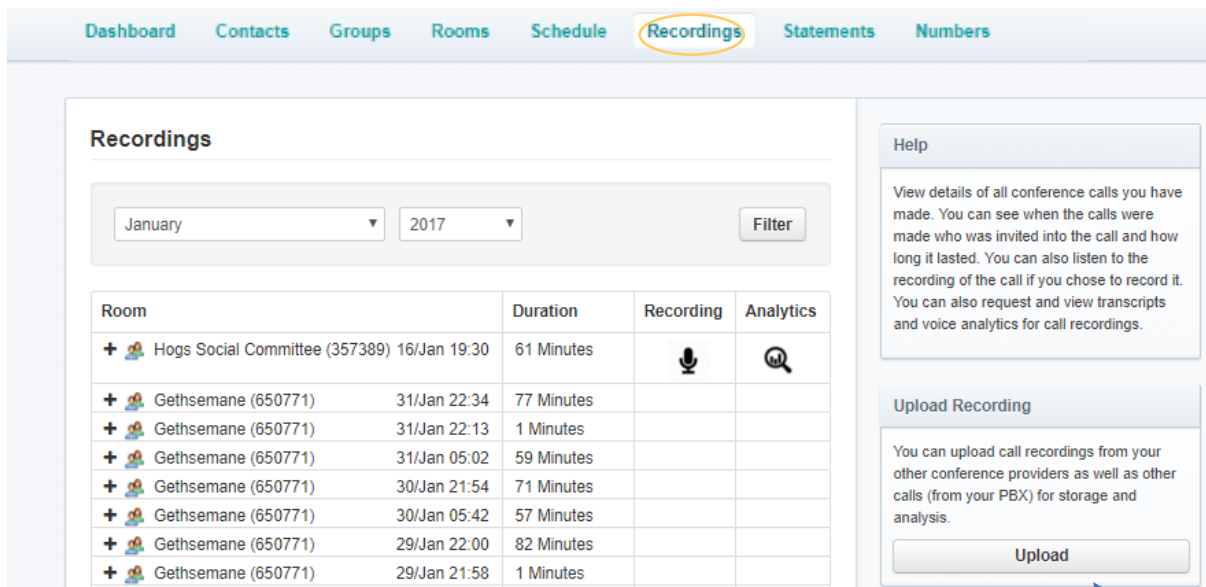 Dashboard Contacts Groups Rooms Schedule Recordings Statements Numbers
Recordings
January 2017 Filter
Room Duration Recording Analytics
Hogs Social Committee (357389) 16/Jan 19:30 61 Minutes
Gethsemane (650771) 31/Jan 22:34 77 Minutes
Gethsemane (650771) 31/Jan 22:13 1 Minutes
Gethsemane (650771) 31/Jan 05:02 59 Minutes
Gethsemane (650771) 30/Jan 21:54 71 Minutes
Gethsemane (650771) 30/Jan 05:42 57 Minutes
Gethsemane (650771) 29/Jan 22:00 82 Minutes
Gethsemane (650771) 29/Jan 21:58 1 Minutes
Help
View details of all conference calls you have
made. You can see when the calls were
made who was invited into the call and how
long it lasted. You can also listen to the
recording of the call if you chose to record it.
You can also request and view transcripts
and voice analytics for call recordings.
Upload Recording
You can upload call recordings from your
other conference providers as well as other
calls (from your PBX) for storage and
analysis.
Upload